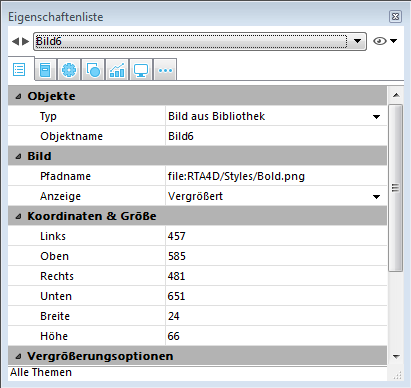 Eigenschaftenliste
Bild6
Objekte
Typ Bild aus Bibliothek
Objektname Bild6
Bild
Pfadname file:RTA4D/Styles/Bold.png
Anzeige Vergrößert
Koordinaten & Größe
Links 457
Oben 585
Rechts 481
Unten 651
Breite 24
Höhe 66
Vergrößerungsoptionen
Alle Themen